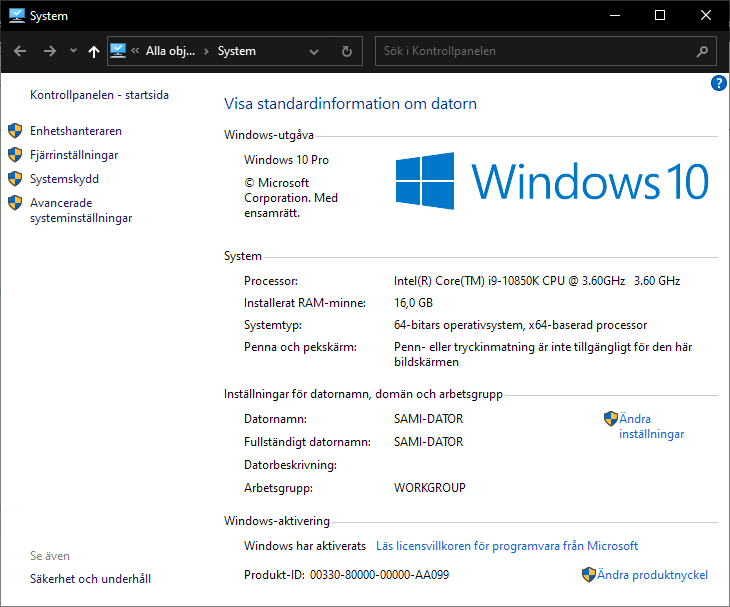 System
Alla obj... System
Sök i Kontrollpanelen
Kontrollpanelen - startsida
Enhetshanteraren
Fjärrinställningar
Systemskydd
Avancerade
systeminställningar
Se även
Säkerhet och underhåll
Visa standardinformation om datorn
Windows-utgåva
Windows 10 Pro
© Microsoft
Corporation. Med
ensamrätt.
Windows 10
System
Processor: Intel(R) Core(TM) i9-10850K CPU @ 3.60GHz 3.60 GHz
Installerat RAM-minne: 16,0 GB
Systemtyp: 64-bitars operativsystem, x64-baserad processor
Penna och pekskärm: Penn- eller tryckinmatning är inte tillgängligt för den här
bildskärmen
Inställningar för datornamn, domän och arbetsgrupp
Datornamn: SAMI-DATOR
Ändra
inställningar
Fullständigt datornamn: SAMI-DATOR
Datorbeskrivning:
Arbetsgrupp: WORKGROUP
Windows-aktivering
Windows har aktiverats Läs licensvillkoren för programvara från Microsoft
Produkt-ID: 00330-80000-00000-AA099 Ändra produktnyckel